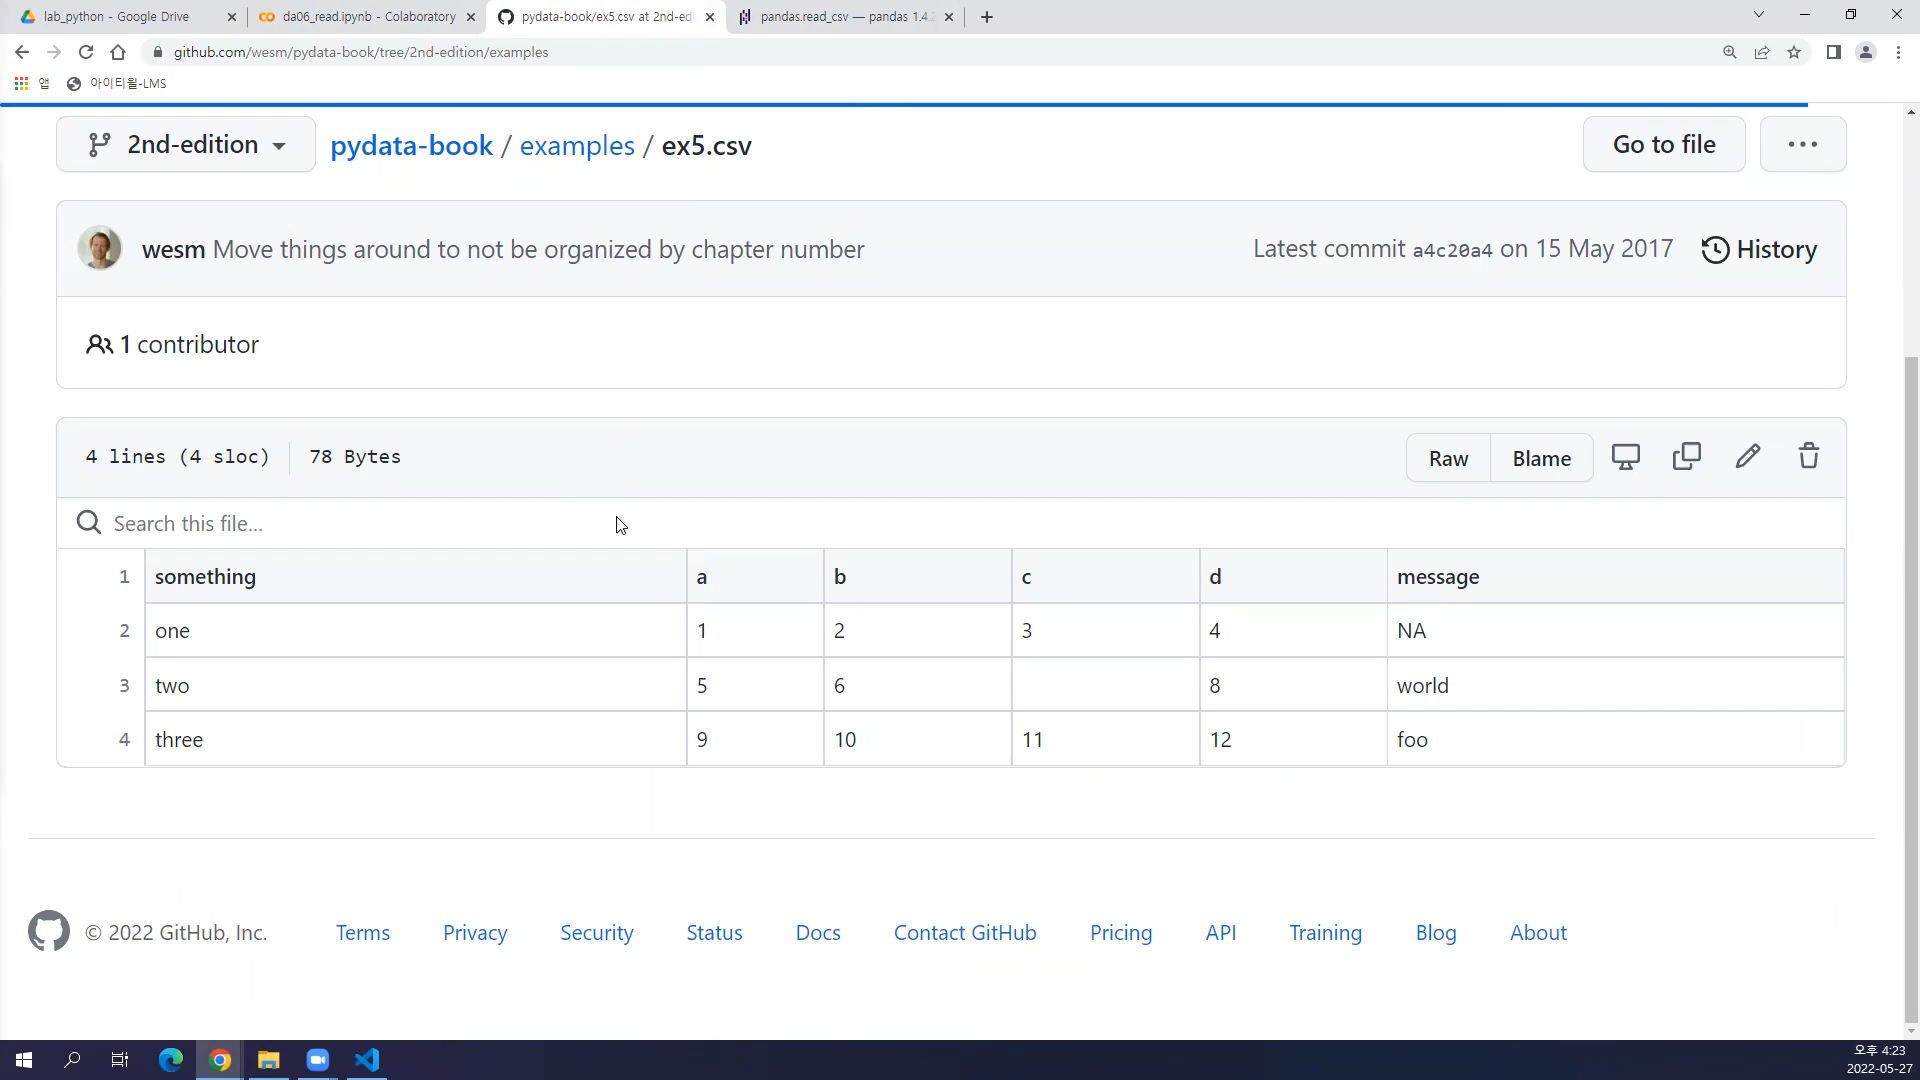 lab_python - Google Drive
da06_read.ipynb - Colaboratory
pydata-book/ex5.csv at 2nd-edi
pandas.read_csv — pandas 1.4.2
github.com/wesm/pydata-book/tree/2nd-edition/examples
앱
아이티윌-LMS
2nd-edition
pydata-book / examples / ex5.csv
Go to file
wesm Move things around to not be organized by chapter number
Latest commit a4c20a4 on 15 May 2017
History
1 contributor
4 lines (4 sloc)
78 Bytes
Raw
Blame
Search this file...
1 something a b c d message
2 one 1 2 3 4 NA
3 two 5 6 8 world
4 three 9 10 11 12 foo
© 2022 GitHub, Inc.
Terms
Privacy
Security
Status
Docs
Contact GitHub
Pricing
API
Training
Blog
About
오후 4:23
2022-05-27